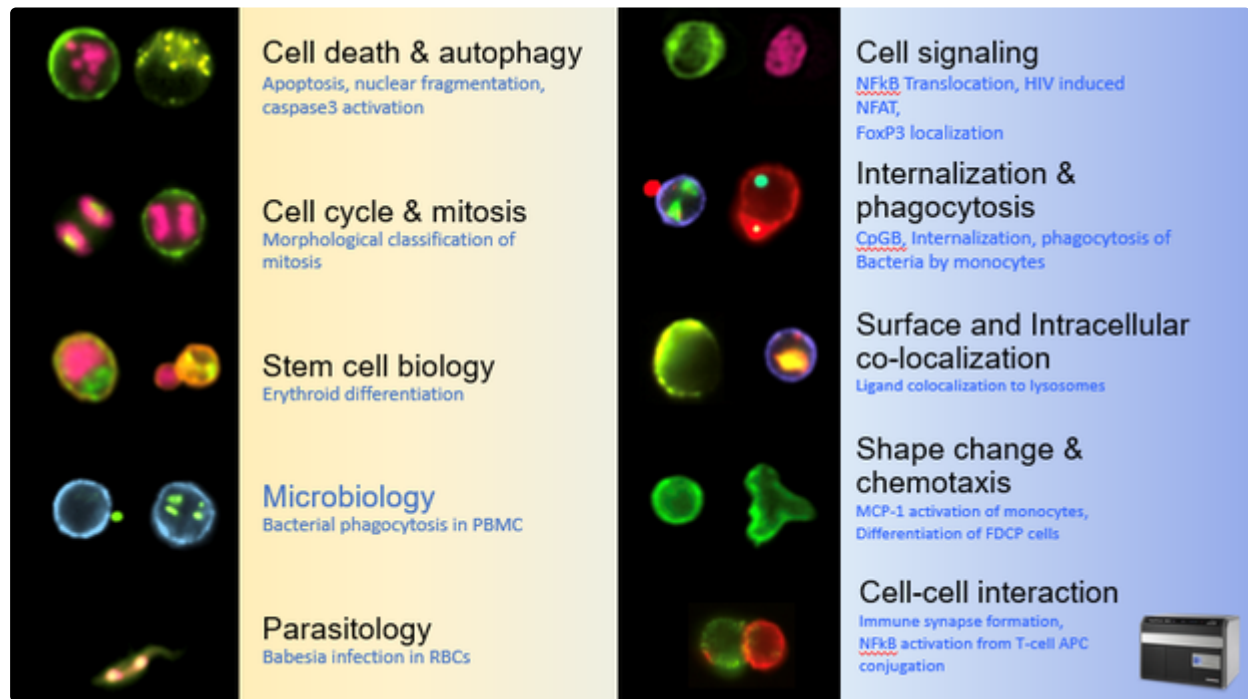 Cell death & autophagy
Apoptosis, nuclear fragmentation,
caspase3 activation
Cell cycle & mitosis
Morphological classification of
mitosis
Stem cell biology
Erythroid differentiation
Microbiology
Bacterial phagocytosis in PBMC
Parasitology
Babesia infection in RBCs
Cell signaling
NFkB Translocation, HIV induced
NFAT,
FoxP3 localization
Internalization &
phagocytosis
CpGB, Internalization, phagocytosis of
Bacteria by monocytes
Surface and Intracellular
co-localization
Ligand colocalization to lysosomes
Shape change &
chemotaxis
MCP-1 activation of monocytes,
Differentiation of FDCP cells
Cell-cell interaction
Immune synapse formation,
NFkB activation from T-cell APC
conjugation